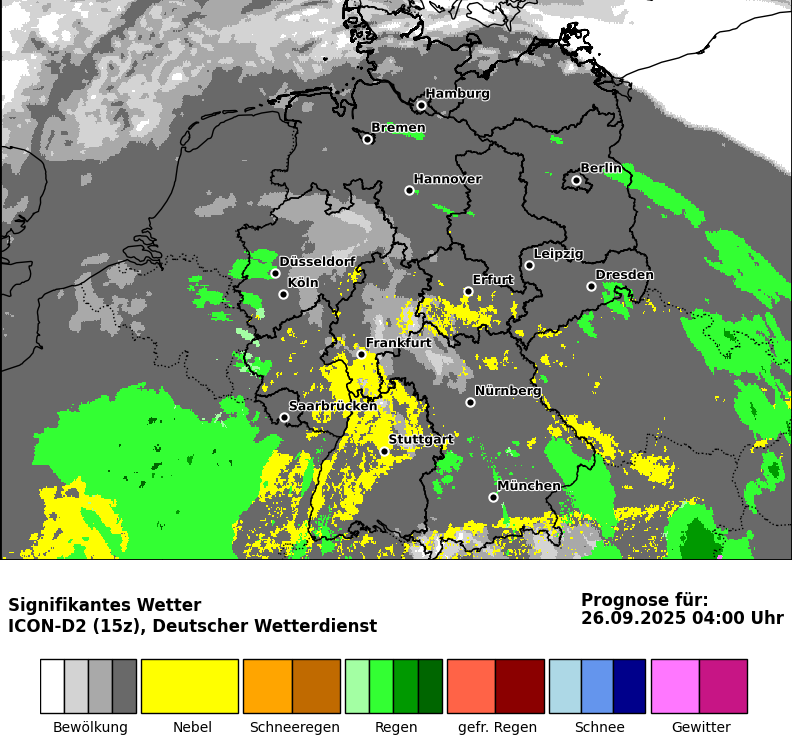 Hamburg
Bremen
Berlin
Hannover
Leipzig
Düsseldorf
Dresden
Erfurt
Köln
Frankfurt
Nürnberg
Saarbrücken
Stuttgart
München
Signifikantes Wetter
ICON-D2 (15z), Deutscher Wetterdienst
Prognose für:
26.09.2025 04:00 Uhr
Bewölkung Nebel Schneeregen Regen gefr. Regen Schnee Gewitter